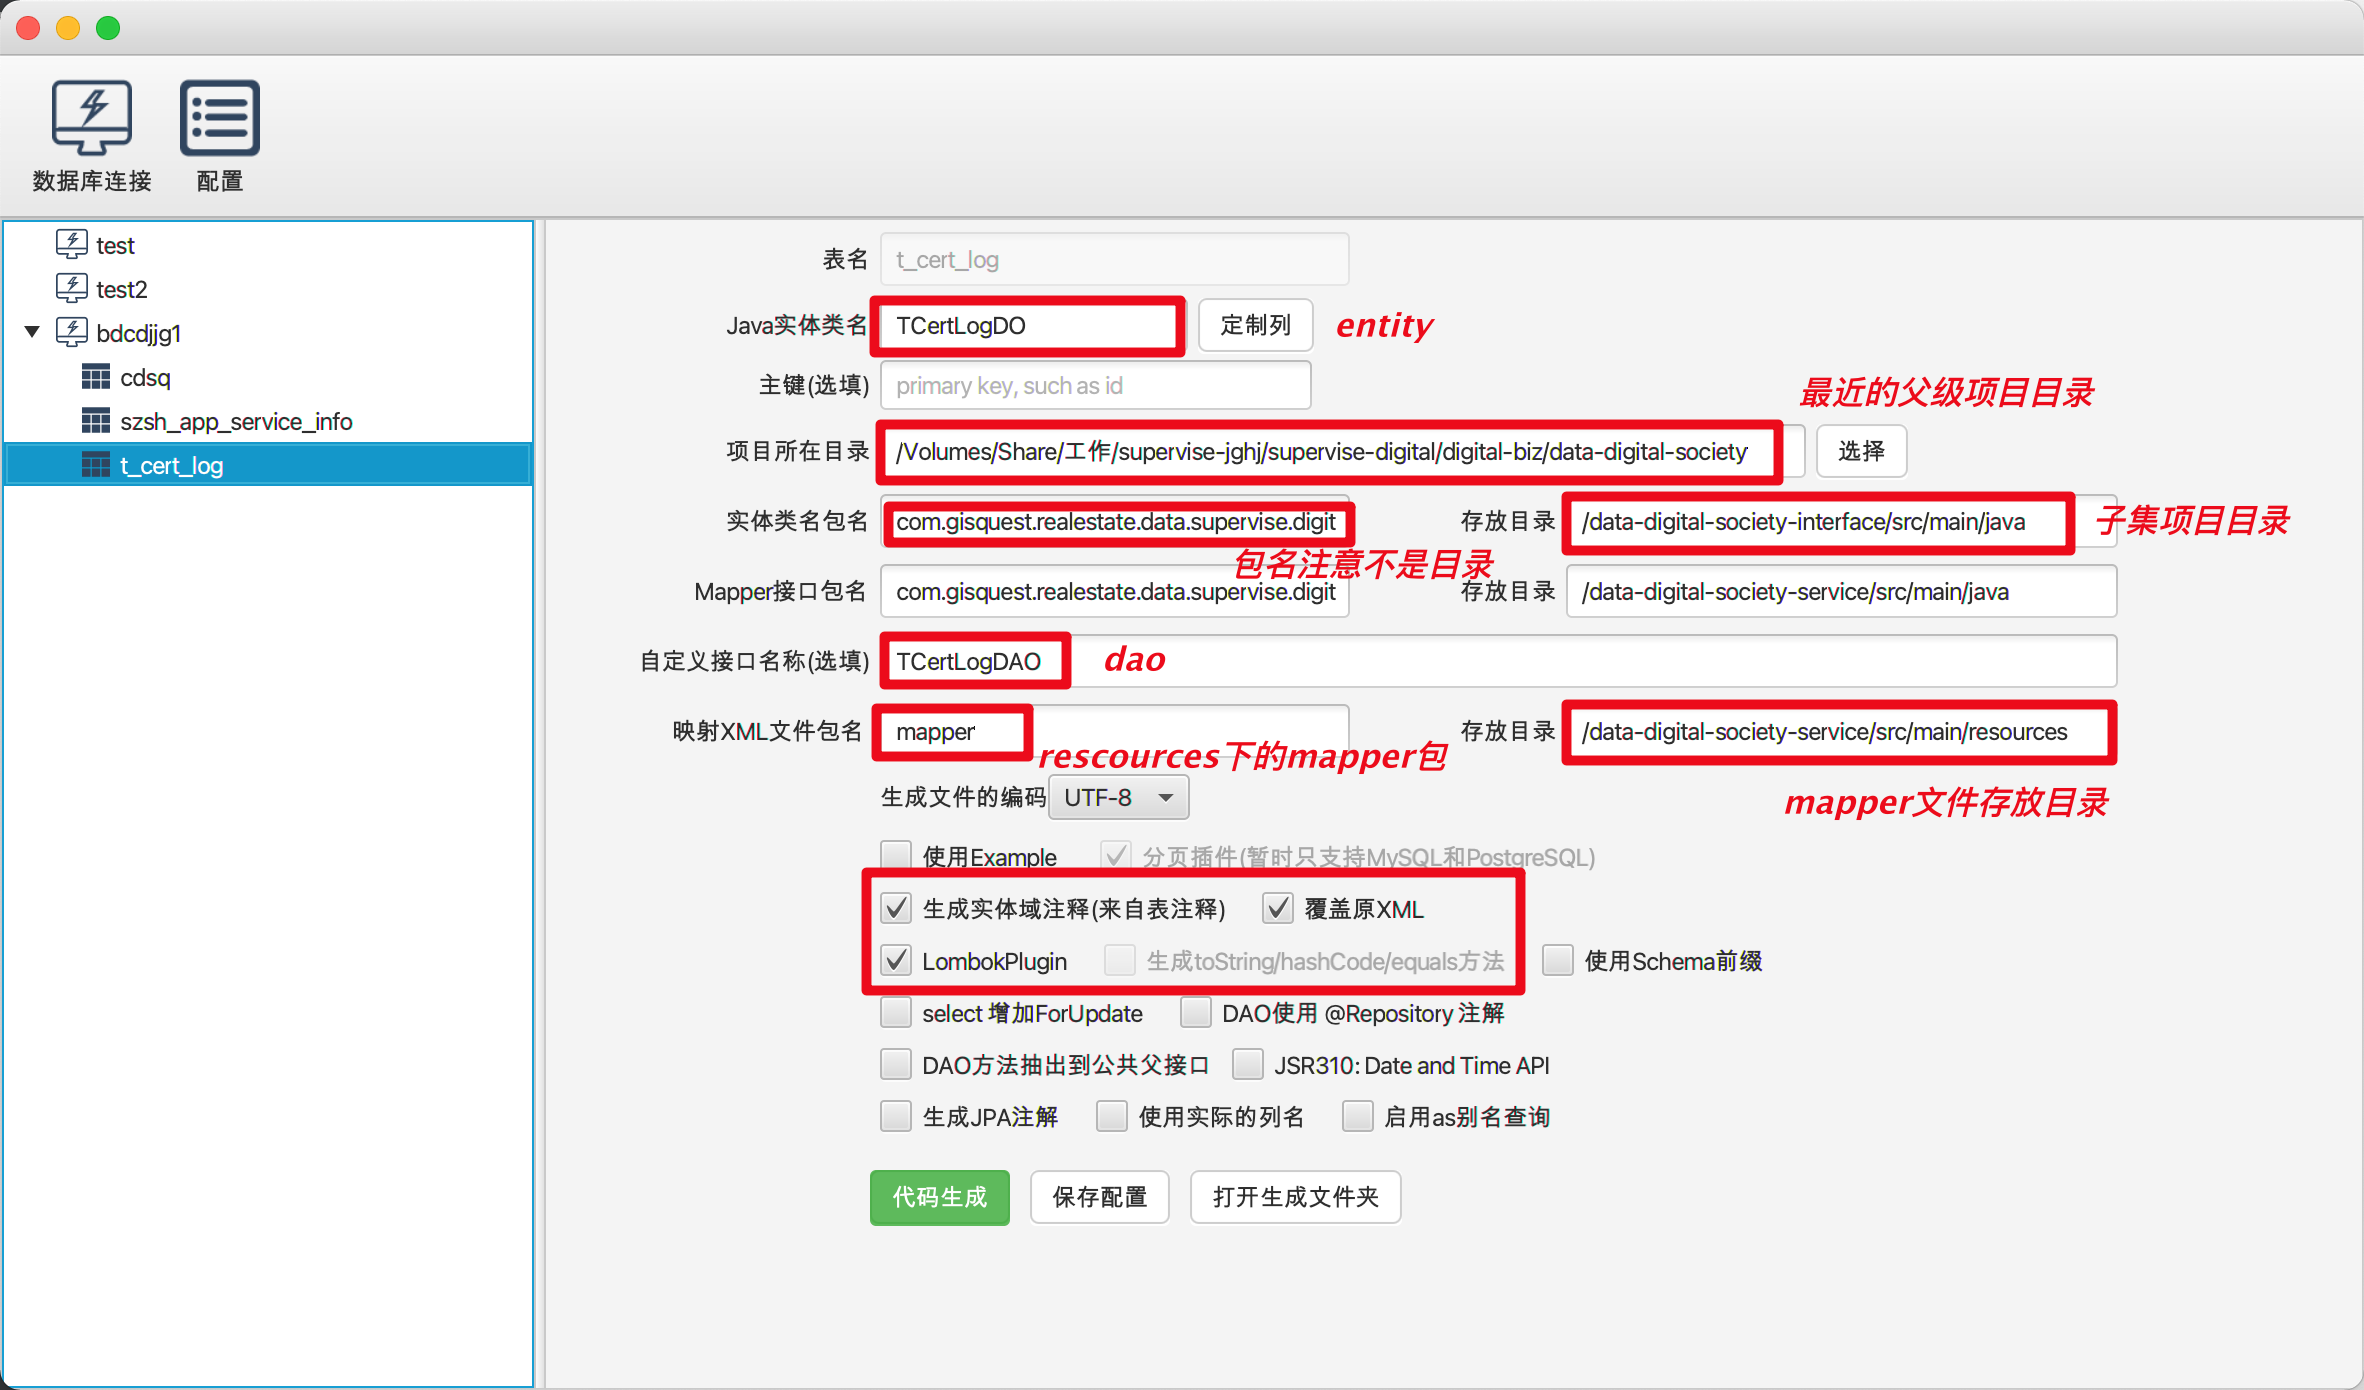 数据库连接
配置
test
test2
bdcdjjg1
cdsq
szsh_app_service_info
t_cert_log
表名 t_cert_log
Java实体类名 TCertLogDO 定制列 entity
主键(选填) primary key, such as id
最近的父级项目目录
项目所在目录 /Volumes/Share/工作/supervise-jghj/supervise-digital/digital-biz/data-digital-society 选择
实体类名包名 com.gisquest.realestate.data.supervise.digit 存放目录 /data-digital-society-interface/src/main/java 子集项目目录
包名注意不是目录
Mapper接口包名 com.gisquest.realestate.data.supervise.digit 存放目录 /data-digital-society-service/src/main/java
自定义接口名称(选填) TCertLogDAO dao
映射XML文件包名 mapper 存放目录 /data-digital-society-service/src/main/resources
rescources下的mapper包
生成文件的编码 UTF-8
mapper文件存放目录
使用Example 分页插件(暂时只支持MySQL和PostgreSQL)
生成实体域注释(来自表注释) 覆盖原XML
LombokPlugin 生成toString/hashCode/equals方法 使用Schema前缀
select 增加ForUpdate DAO使用 @Repository 注解
DAO方法抽出到公共父接口 JSR310: Date and Time API
生成JPA注解 使用实际的列名 启用as别名查询
代码生成 保存配置 打开生成文件夹